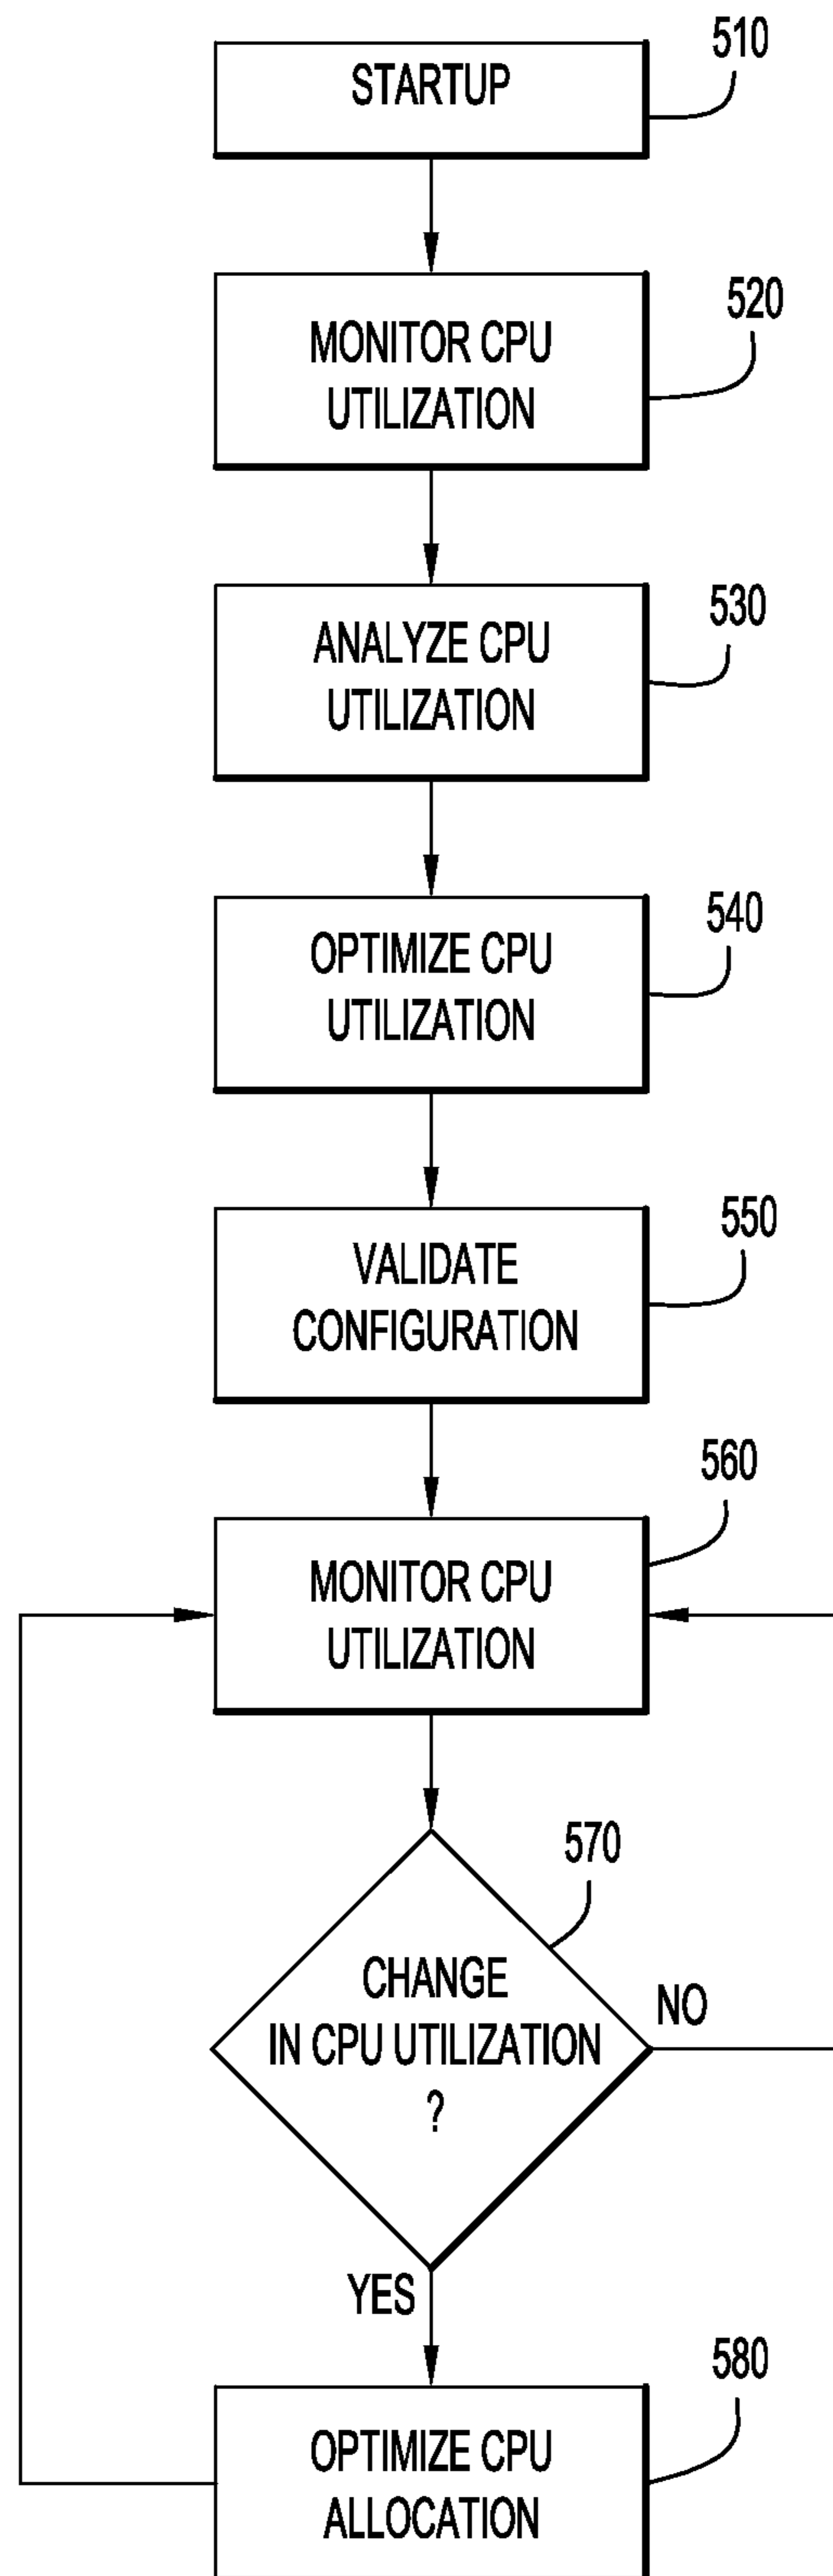 510
STARTUP
520
MONITOR CPU
UTILIZATION
530
ANALYZE CPU
UTILIZATION
540
OPTIMIZE CPU
UTILIZATION
550
VALIDATE
CONFIGURATION
560
MONITOR CPU
UTILIZATION
570
CHANGE
IN CPU UTILIZATION
?
NO
YES
580
OPTIMIZE CPU
ALLOCATION